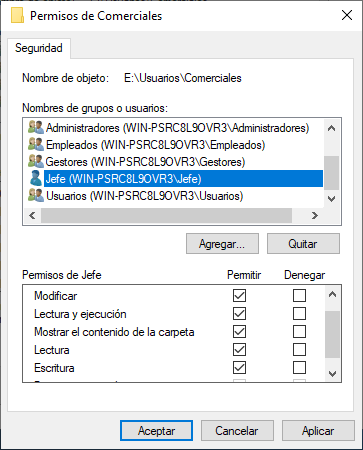 Permisos de Comerciales
Seguridad
Nombre de objeto: E:\Usuarios\Comerciales
Nombres de grupos o usuarios:
Administradores (WIN-PSRC8L9OVR3\Administradores)
Empleados (WIN-PSRC8L9OVR3\Empleados)
Gestores (WIN-PSRC8L9OVR3\Gestores)
Jefe (WIN-PSRC8L9OVR3\Jefe)
Usuarios (WIN-PSRC8L9OVR3\Usuarios)
Agregar... Quitar
Permisos de Jefe Permitir Denegar
Modificar
Lectura y ejecución
Mostrar el contenido de la carpeta
Lectura
Escritura
Aceptar Cancelar Aplicar